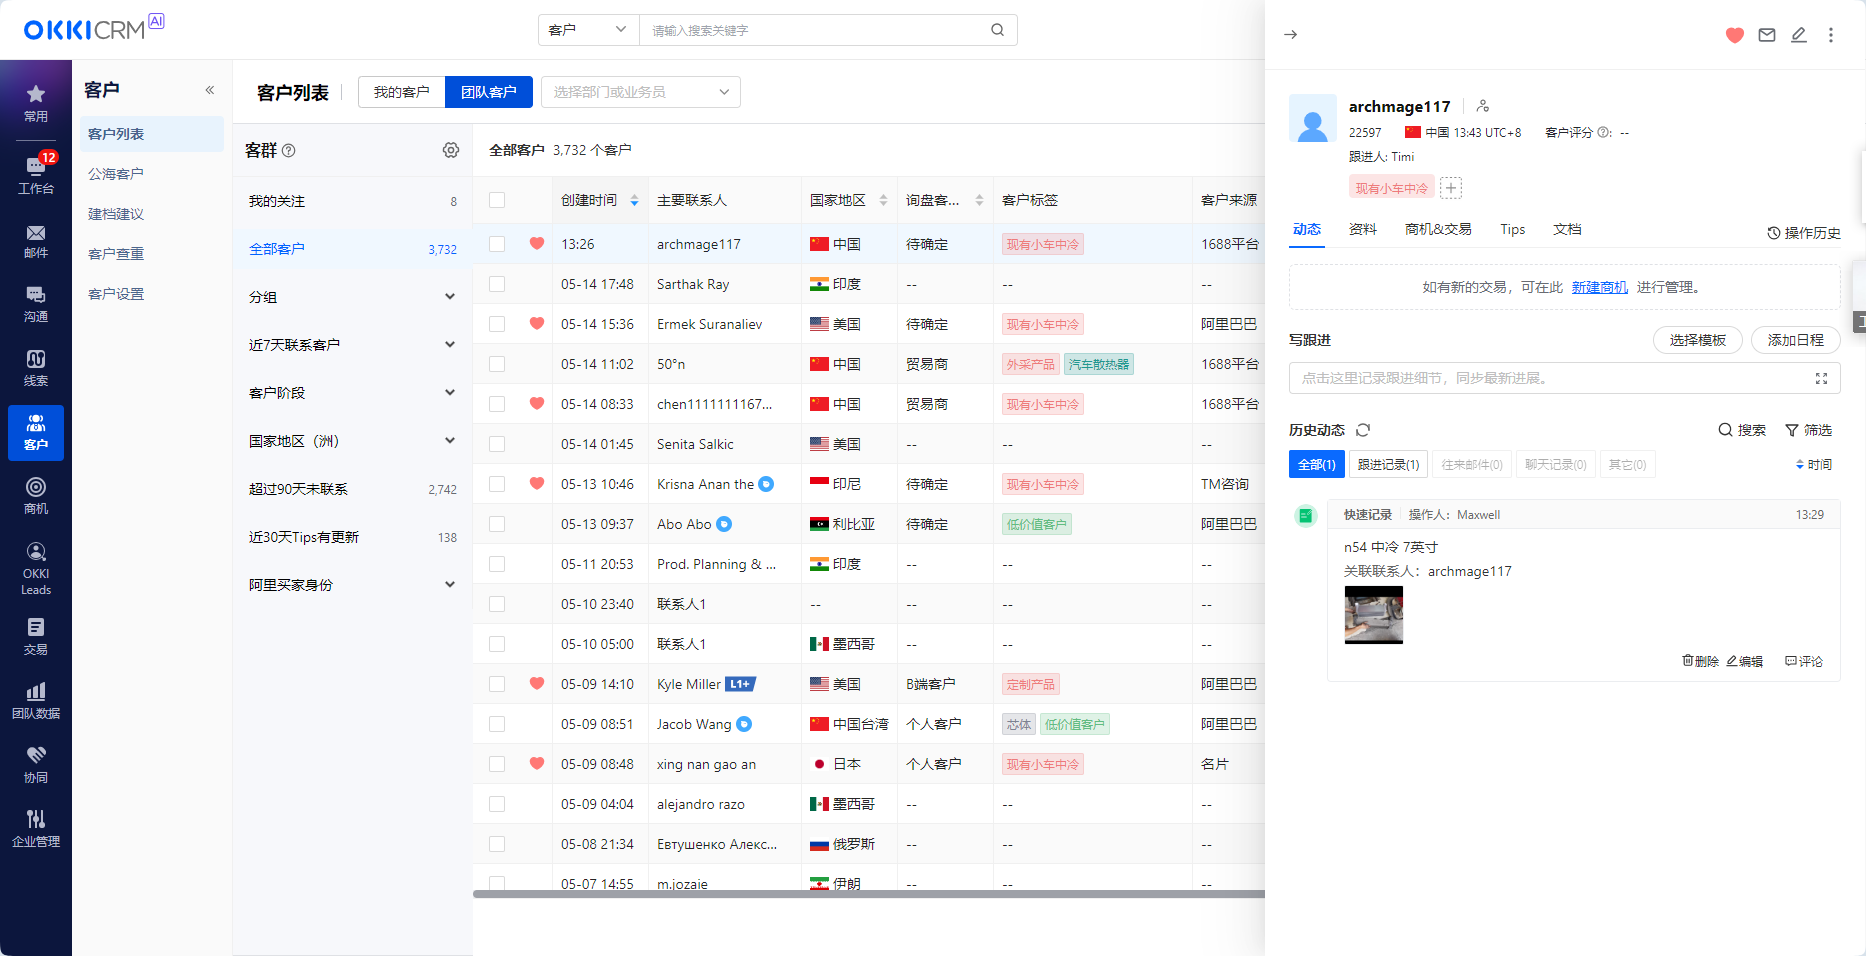 OKKICRM AI
客户
请输入搜索关键字
常用
12
工作台
邮件
沟通
线索
客户
商机
OKKI
Leads
交易
团队数据
协同
企业管理
客户
客户列表
公海客户
建档建议
客户查重
客户设置
客户列表
我的客户 团队客户 选择部门或业务员
客群
我的关注 8
全部客户 3,732
分组
近7天联系客户
客户阶段
国家地区（洲）
超过90天未联系 2,742
近30天Tips有更新 138
阿里买家身份
全部客户 3,732 个客户
创建时间 主要联系人 国家地区 询盘客... 客户标签 客户来源
13:26 archmage117 中国 待确定 现有小车中冷 1688平台
05-14 17:48 Sarthak Ray 印度 -- -- --
05-14 15:36 Ermek Suranaliev 美国 待确定 现有小车中冷 阿里巴巴
05-14 11:02 50°n 中国 贸易商 外采产品 汽车散热器 1688平台
05-14 08:33 chen1111111167... 中国 贸易商 现有小车中冷 1688平台
05-14 01:45 Senita Salkic 美国 -- -- --
05-13 10:46 Krisna Anan the 印尼 待确定 现有小车中冷 TM咨询
05-13 09:37 Abo Abo 利比亚 待确定 低价值客户 阿里巴巴
05-11 20:53 Prod. Planning & ... 印度 -- -- --
05-10 23:40 联系人1 -- -- -- --
05-10 05:00 联系人1 墨西哥 -- -- --
05-09 14:10 Kyle Miller L1+ 美国 B端客户 定制产品 阿里巴巴
05-09 08:51 Jacob Wang 中国台湾 个人客户 芯体 低价值客户 阿里巴巴
05-09 08:48 xing nan gao an 日本 个人客户 现有小车中冷 名片
05-09 04:04 alejandro razo 墨西哥 -- -- --
05-08 21:34 Евтушенко Алекс... 俄罗斯 -- -- --
05-07 14:55 m.jozaie 伊朗 -- -- --
archmage117
22597 中国 13:43 UTC+8 客户评分 : --
跟进人: Timi
现有小车中冷
动态 资料 商机&交易 Tips 文档 操作历史
如有新的交易，可在此 新建商机 进行管理。
写跟进 选择模板 添加日程
点击这里记录跟进细节，同步最新进展。
历史动态 搜索 筛选
全部(1) 跟进记录(1) 往来邮件(0) 聊天记录(0) 其它(0) 时间
快速记录 操作人：Maxwell 13:29
n54 中冷 7英寸
关联联系人：archmage117
删除 编辑 评论